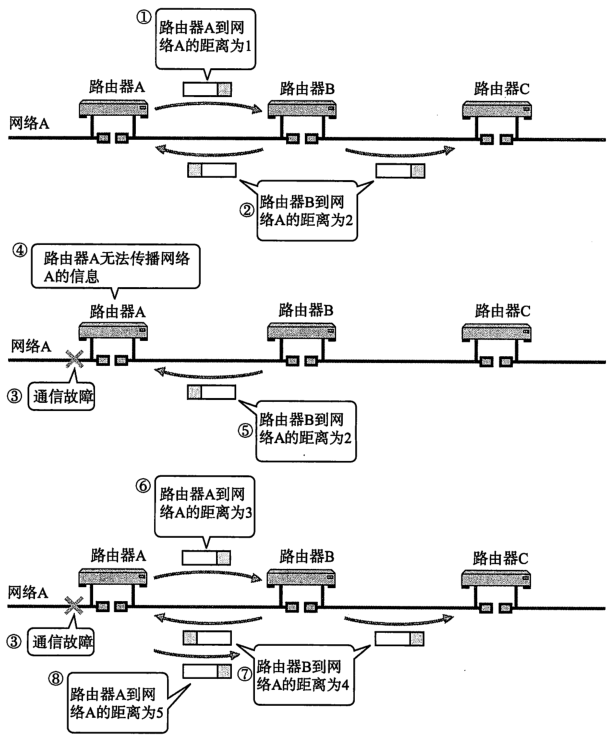 ①
路由器A到网
络A的距离为1
路由器A
路由器B
路由器C
网络A
②
路由器B到网
络A的距离为2
④
路由器A无法传播网络
A的信息
路由器A
路由器B
路由器C
网络A
③
通信故障
⑤
路由器B到网
络A的距离为2
⑥
路由器A到网
络A的距离为3
路由器A
路由器B
路由器C
网络A
③
通信故障
⑦
路由器B到网
络A的距离为4
⑧
路由器A到网
络A的距离为5